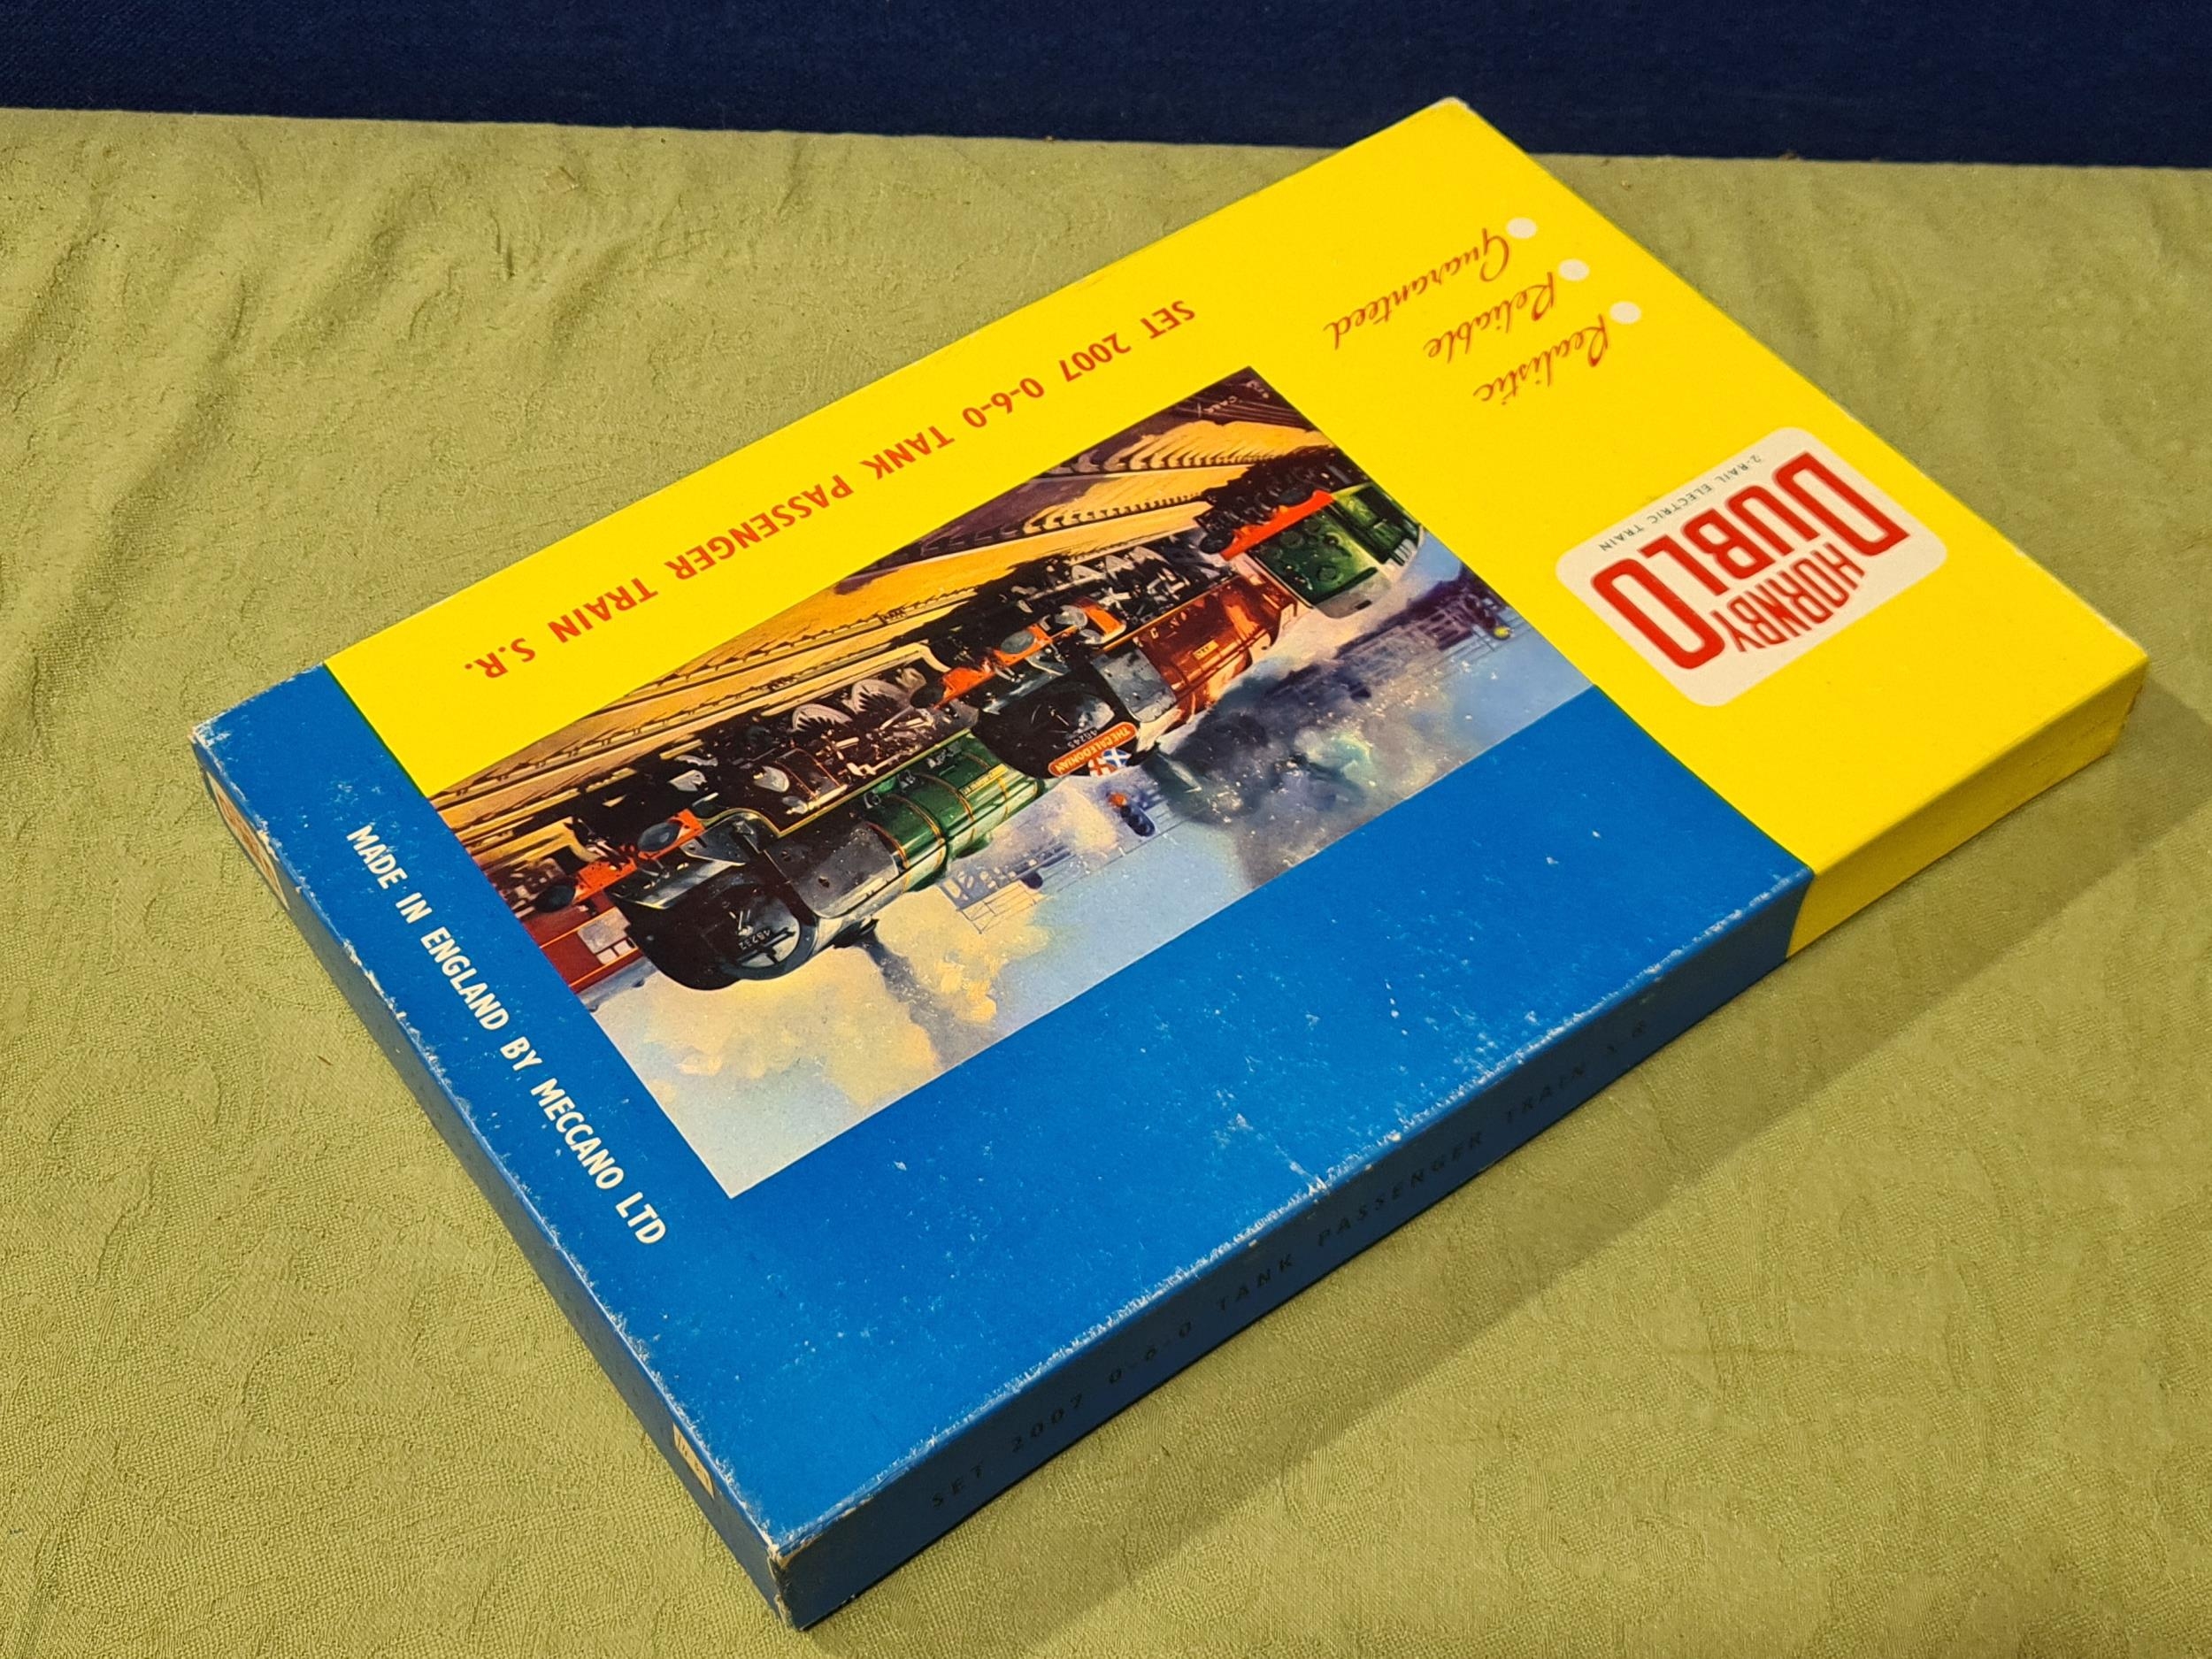 HORNBY
DUBLO
2-RAIL ELECTRIC TRAIN
Realistic
Reliable
Guaranteed
THE CALEDONIAN
46245
SET 2007 0-6-0 TANK PASSENGER TRAIN S.R.
MADE IN ENGLAND BY MECCANO LTD
SET 2007 0-6-0 TANK PASSENGER TRAIN S.R.